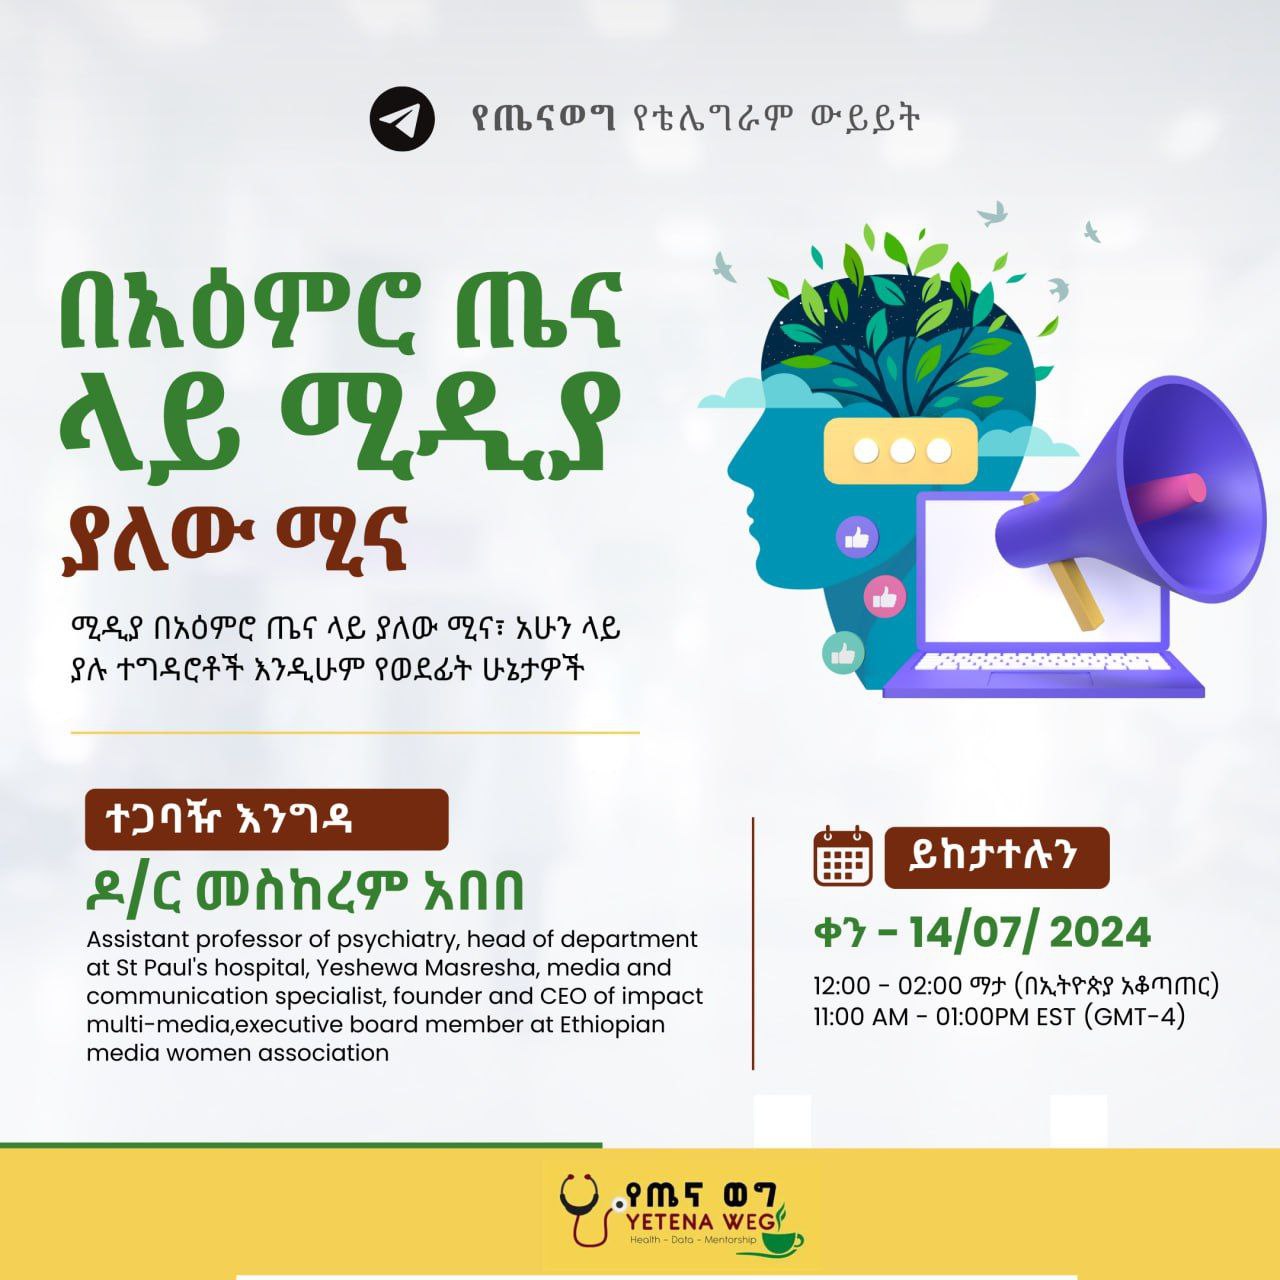 የጤናወግ የቴሌግራም ውይይት
በአዕምሮ ጤና
ላይ ሚዲያ
ያለው ሚና
ሚዲያ በአዕምሮ ጤና ላይ ያለው ሚና፣ አሁን ላይ
ያሉ ተግዳሮቶች እንዲሁም የወደፊት ሁኔታዎች
ተጋባዥ እንግዳ
ዶ/ር መስከረም አበበ
Assistant professor of psychiatry, head of department
at St Paul's hospital, Yeshewa Masresha, media and
communication specialist, founder and CEO of impact
multi-media,executive board member at Ethiopian
media women association
ይከታተሉን
ቀን - 14/07/ 2024
12:00 - 02:00 ማታ (በኢትዮጵያ አቆጣጠር)
11:00 AM - 01:00PM EST (GMT-4)
የጤና ወግ
YETENA WEG
Health - Data - Mentorship